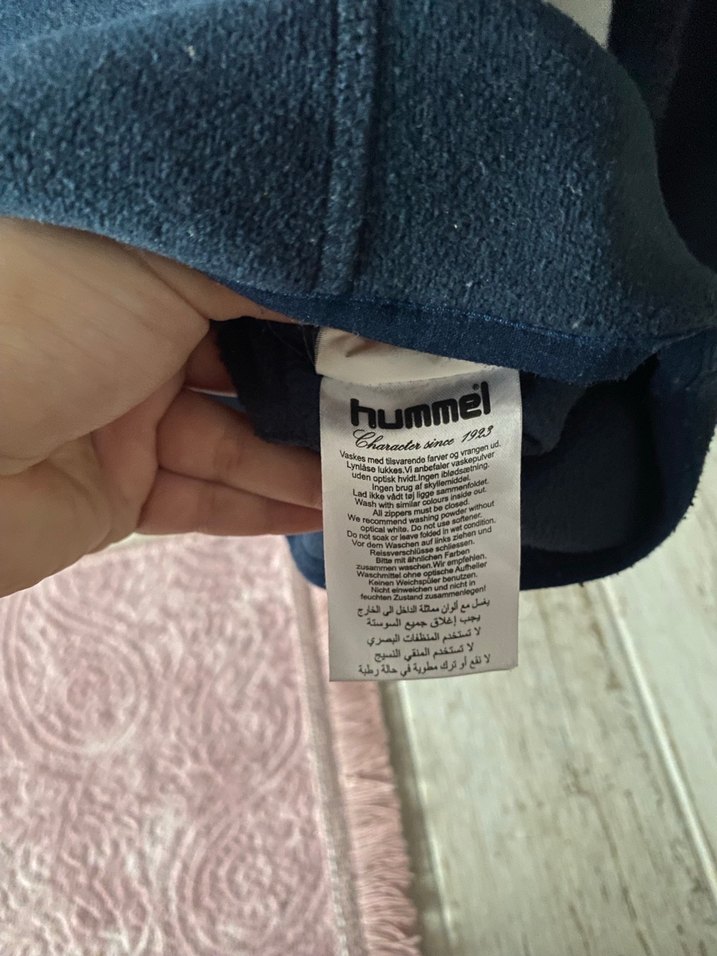 hummel
Character since 1923
Vaskes med tilsvarende farver og vrangen ud.
Lynlåse lukkes.Vi anbefaler vaskepulver
uden optisk hvidt.Ingen iblødsætning.
Ingen brug af skyllemiddel.
Lad ikke vådt tøj ligge sammenfoldet.
Wash with similar colours inside out.
All zippers must be closed.
We recommend washing powder without
optical white. Do not use softener.
Do not soak or leave folded in wet condition.
Vor dem Waschen auf links ziehen und
Reissverschlüsse schliessen.
Bitte mit ähnlichen Farben
zusammen waschen.Wir empfehlen,
Waschmittel ohne optische Aufheller
Keinen Weichspüler benutzen.
Nicht einweichen und nicht in
feuchten Zustand zusammenlegen!
يغسل مع ألوان مماثلة الداخل الى الخارج
يجب إغلاق جميع السوستة
لا تستخدم المنظفات البصري
لا تستخدم المنقي النسيج
لا تقع أو ترك مطوية في حالة رطبة